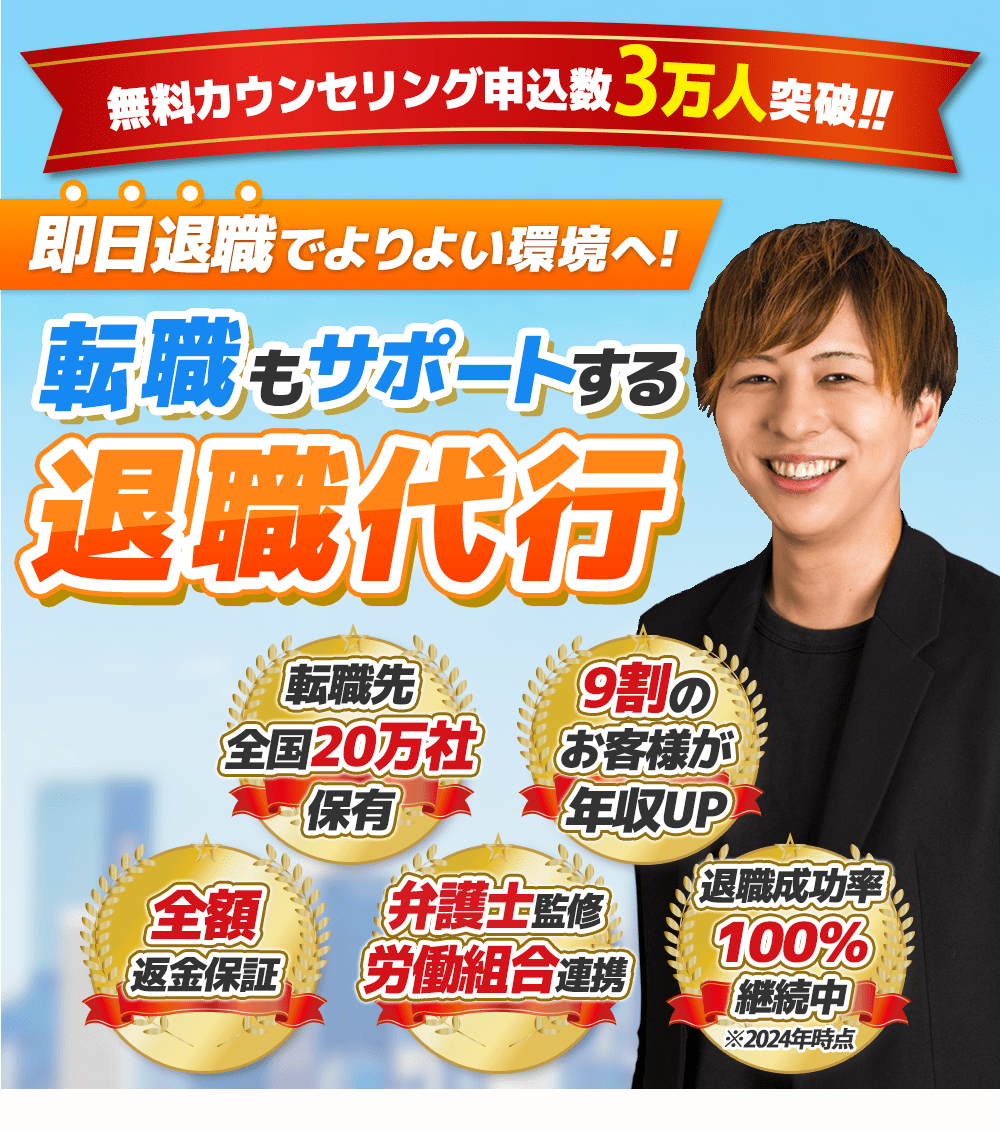 無料カウンセリング申込数3万人突破!!
即日退職でよりよい環境へ!
転職もサポートする
退職代行
転職先
全国20万社
保有
9割の
お客様が
年収UP
全額
返金保証
弁護士監修
労働組合連携
退職成功率
100%
継続中
※2024年時点